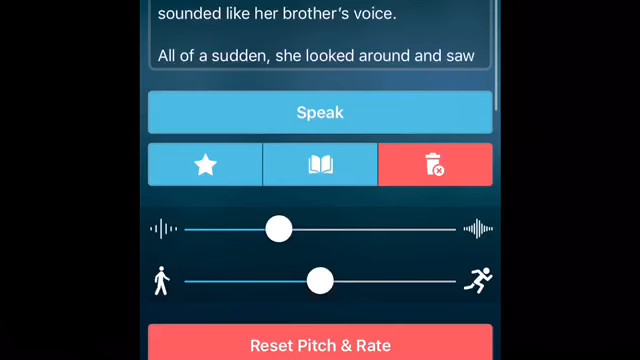 sounded like her brother’s voice.
All of a sudden, she looked around and saw
Speak
Reset Pitch & Rate